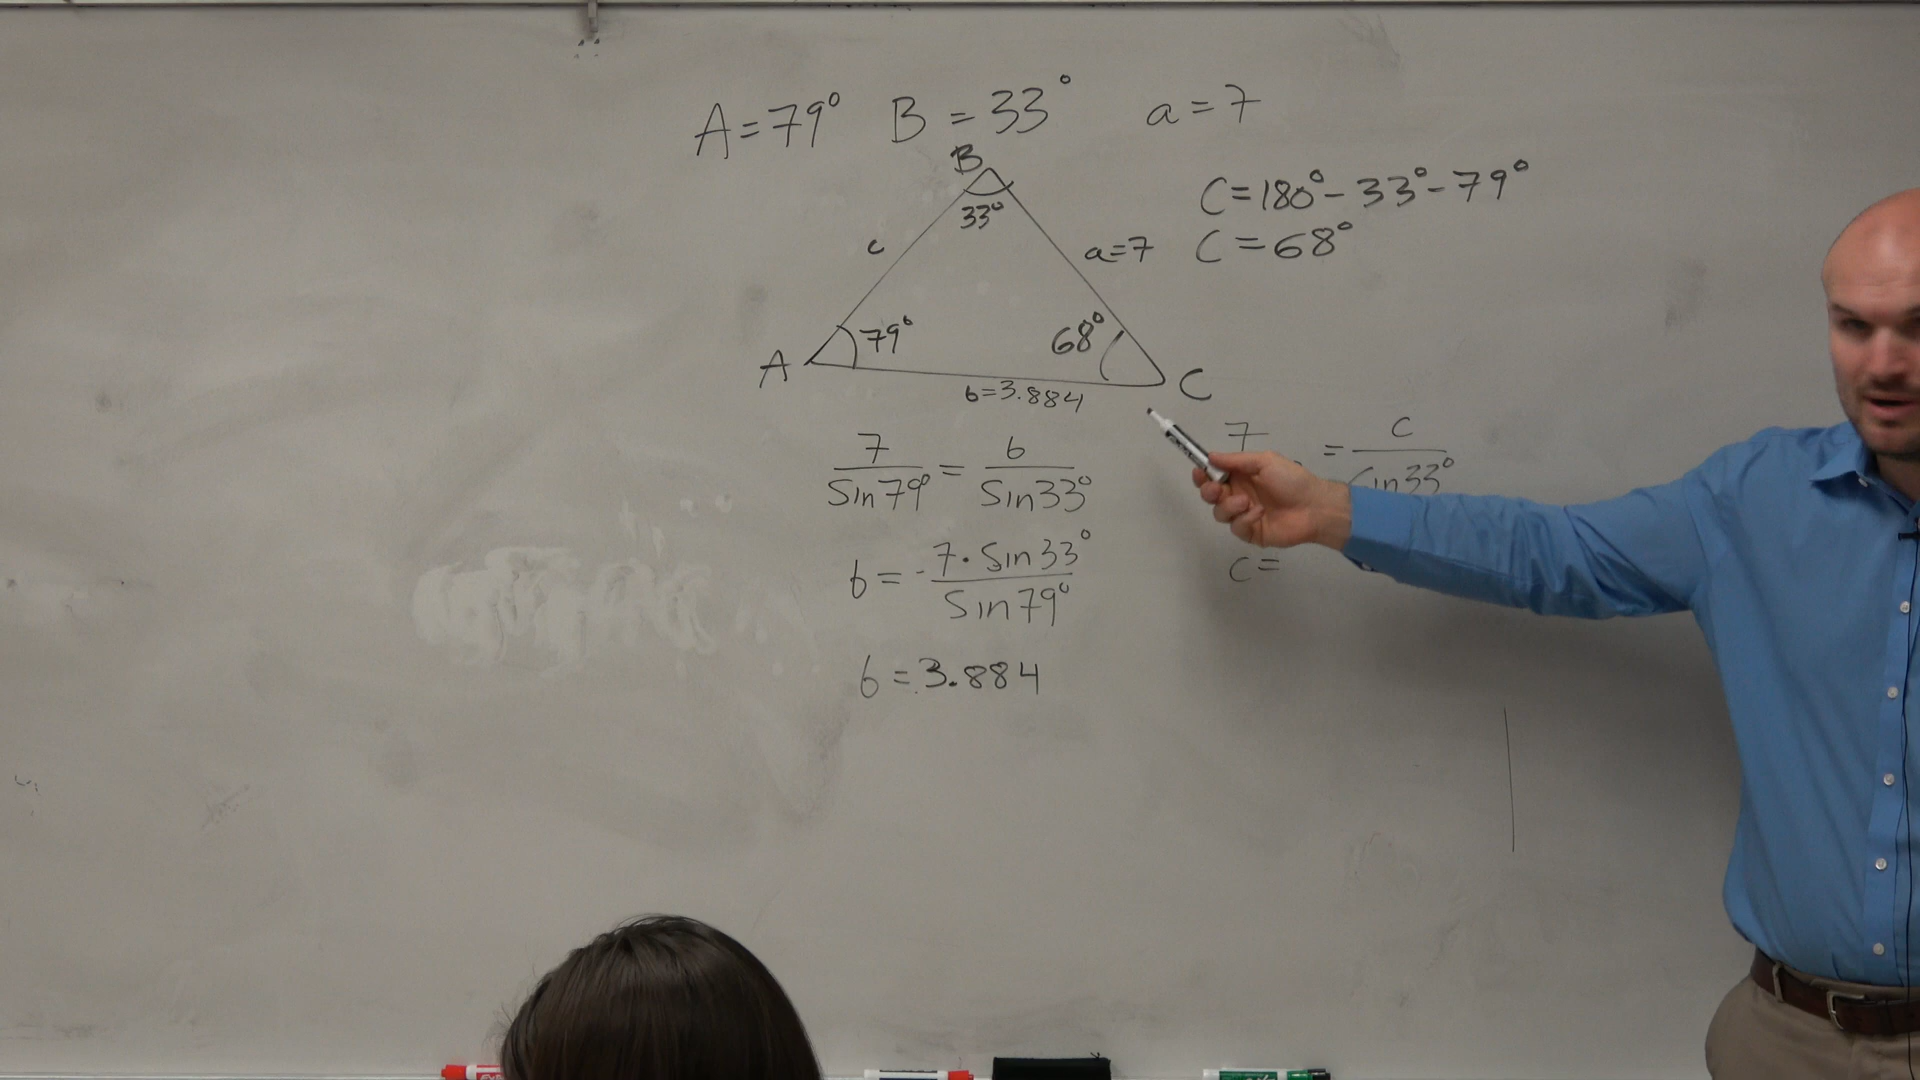 A=79° B=33° a=7
B
33°
C=180°-33°-79°
c
a=7
C=68°
79°
68°
A
C
b=3.884
7/Sin79° = b/Sin33°
7 = c/Sin33°
b = 7·Sin33°/Sin79°
c=
b=3.884